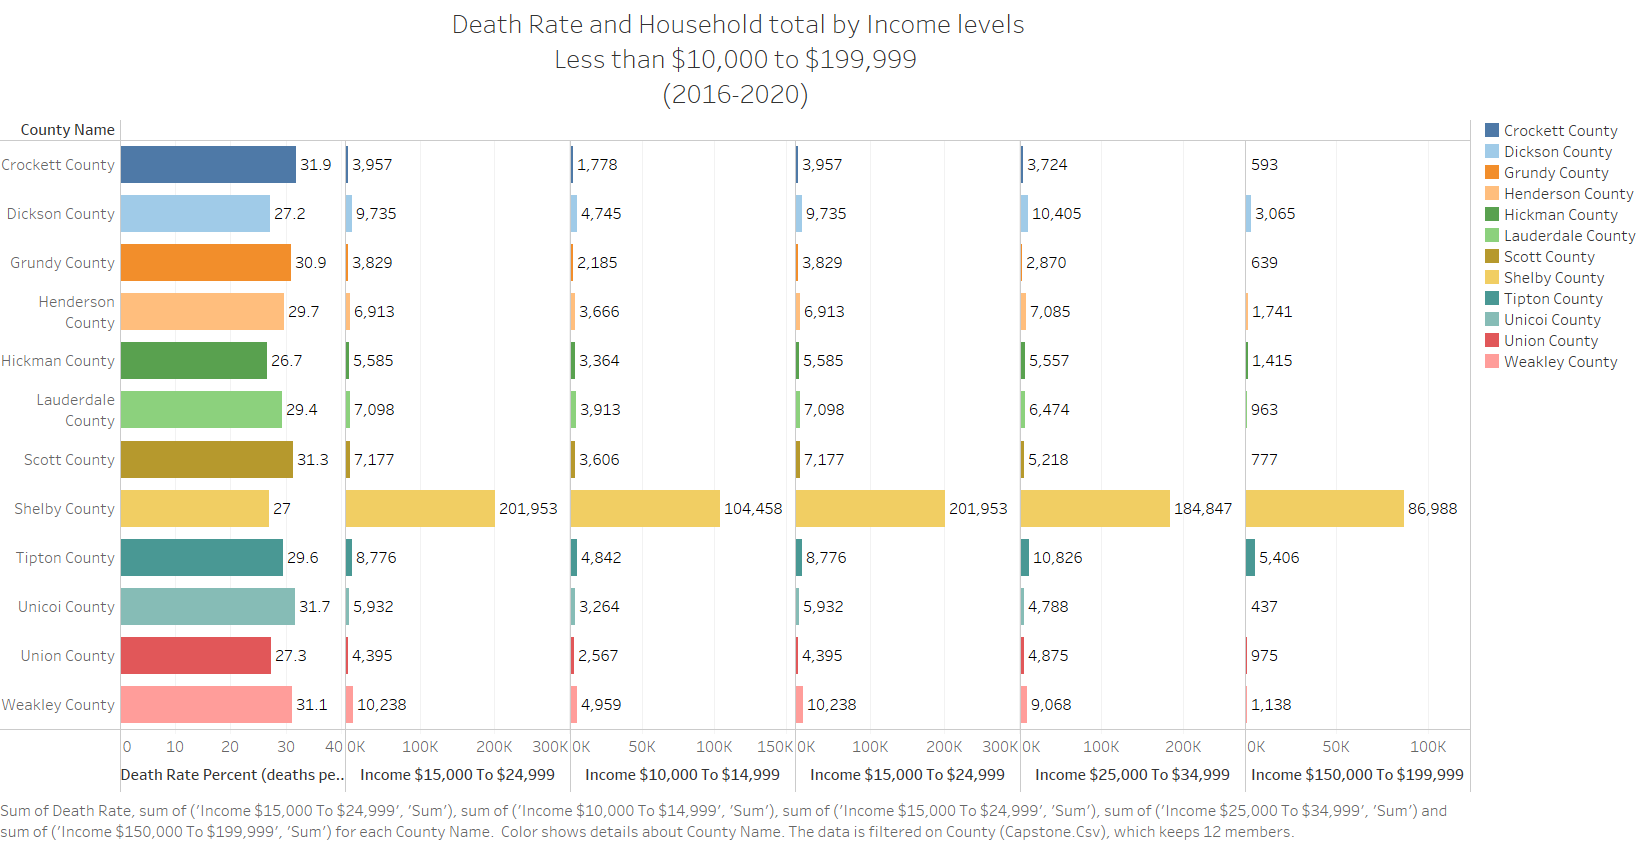 Death Rate and Household total by Income levels
Less than $10,000 to $199,999
(2016-2020)
County Name
Crockett County 31.9 3,957 1,778 3,957 3,724 593
Dickson County 27.2 9,735 4,745 9,735 10,405 3,065
Grundy County 30.9 3,829 2,185 3,829 2,870 639
Henderson
County 29.7 6,913 3,666 6,913 7,085 1,741
Hickman County 26.7 5,585 3,364 5,585 5,557 1,415
Lauderdale
County 29.4 7,098 3,913 7,098 6,474 963
Scott County 31.3 7,177 3,606 7,177 5,218 777
Shelby County 27 201,953 104,458 201,953 184,847 86,988
Tipton County 29.6 8,776 4,842 8,776 10,826 5,406
Unicoi County 31.7 5,932 3,264 5,932 4,788 437
Union County 27.3 4,395 2,567 4,395 4,875 975
Weakley County 31.1 10,238 4,959 10,238 9,068 1,138
0 10 20 30 40 0K 100K 200K 300K 0K 50K 100K 150K 0K 100K 200K 300K 0K 100K 200K 0K 50K 100K
Death Rate Percent (deaths pe.. Income $15,000 To $24,999 Income $10,000 To $14,999 Income $15,000 To $24,999 Income $25,000 To $34,999 Income $150,000 To $199,999
Crockett County
Dickson County
Grundy County
Henderson County
Hickman County
Lauderdale County
Scott County
Shelby County
Tipton County
Unicoi County
Union County
Weakley County
Sum of Death Rate, sum of ('Income $15,000 To $24,999', 'Sum'), sum of ('Income $10,000 To $14,999', 'Sum'), sum of ('Income $15,000 To $24,999', 'Sum'), sum of ('Income $25,000 To $34,999', 'Sum') and
sum of ('Income $150,000 To $199,999', 'Sum') for each County Name.  Color shows details about County Name. The data is filtered on County (Capstone.Csv), which keeps 12 members.